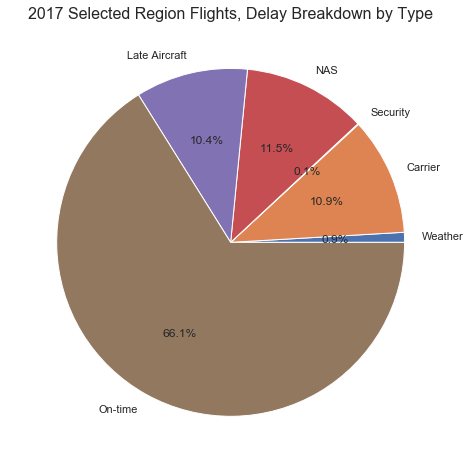 2017 Selected Region Flights, Delay Breakdown by Type
Late Aircraft
NAS
Security
Carrier
Weather
On-time
10.4%
11.5%
0.1%
10.9%
0.9%
66.1%